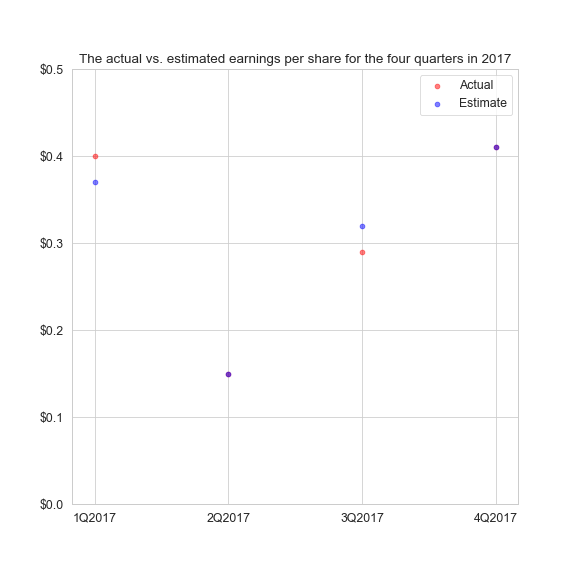 The actual vs. estimated earnings per share for the four quarters in 2017
Actual
Estimate
$0.5
$0.4
$0.3
$0.2
$0.1
$0.0
1Q2017 2Q2017 3Q2017 4Q2017